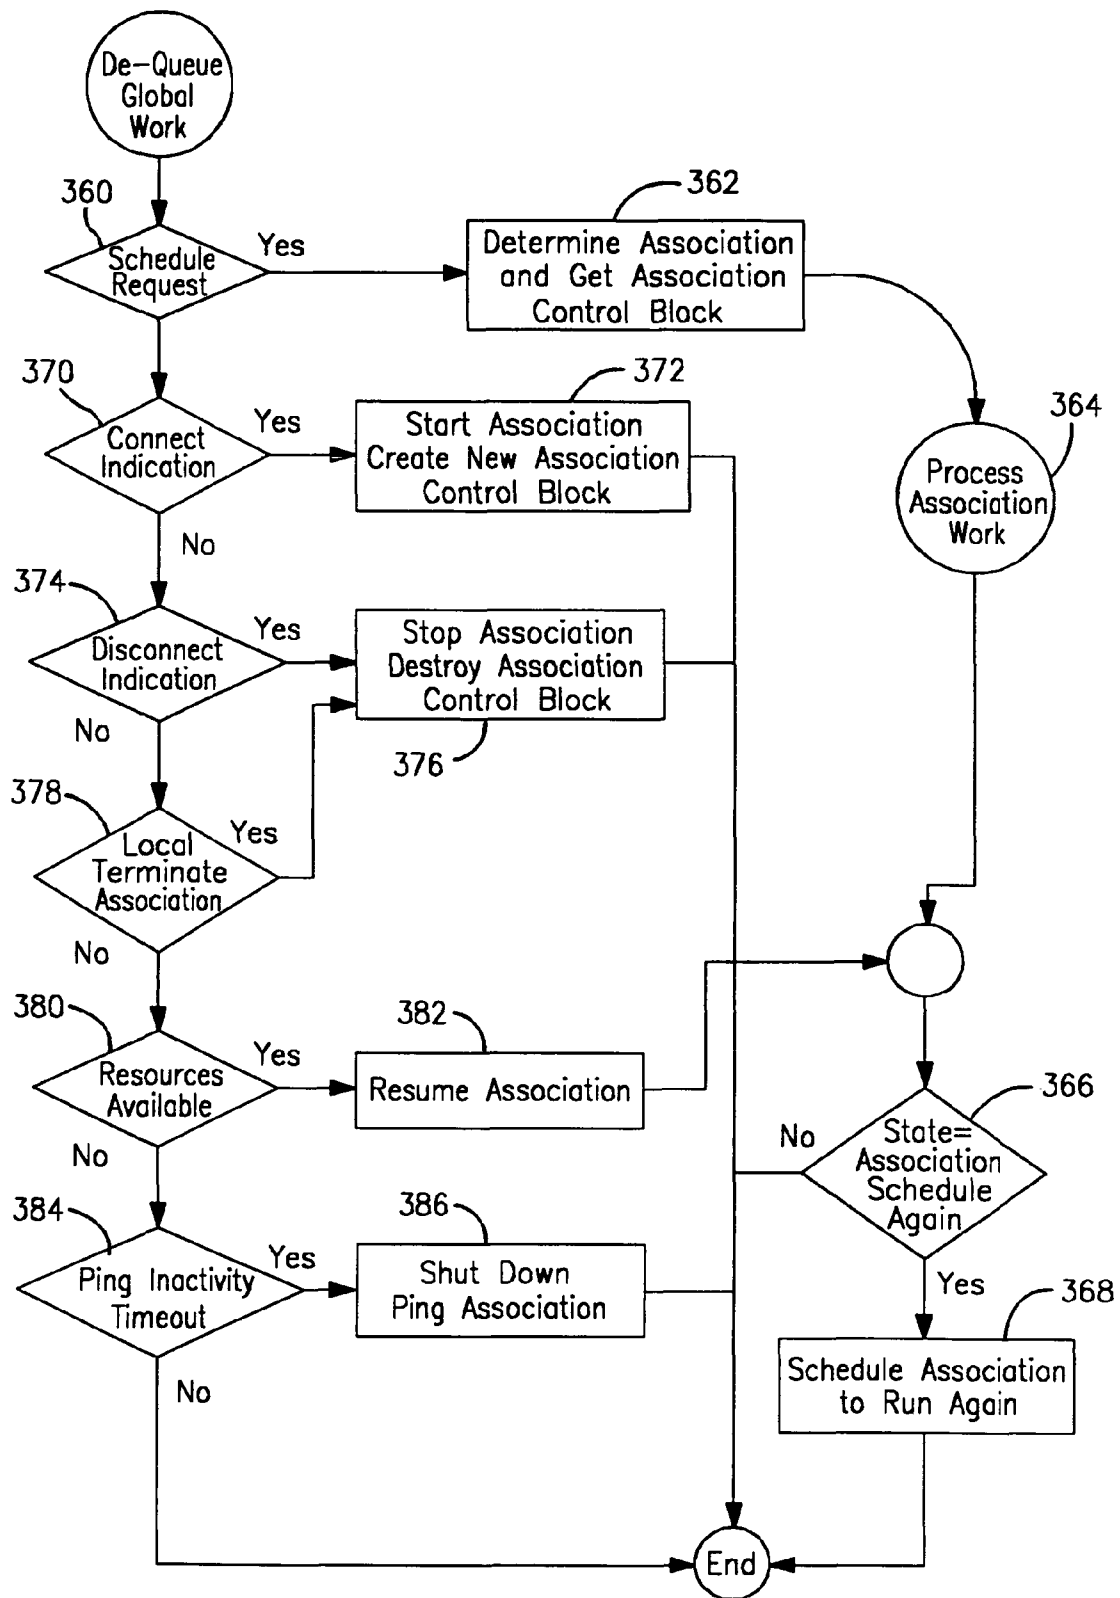 De-Queue
Global
Work
360
Schedule
Request
Yes
362
Determine Association
and Get Association
Control Block
370
Connect
Indication
Yes
372
Start Association
Create New Association
Control Block
364
Process
Association
Work
No
374
Disconnect
Indication
Yes
Stop Association
Destroy Association
Control Block
376
No
378
Local
Terminate
Association
Yes
No
380
Resources
Available
Yes
382
Resume Association
366
State=
Association
Schedule
Again
No
No
384
Ping Inactivity
Timeout
Yes
386
Shut Down
Ping Association
Yes
368
Schedule Association
to Run Again
No
End